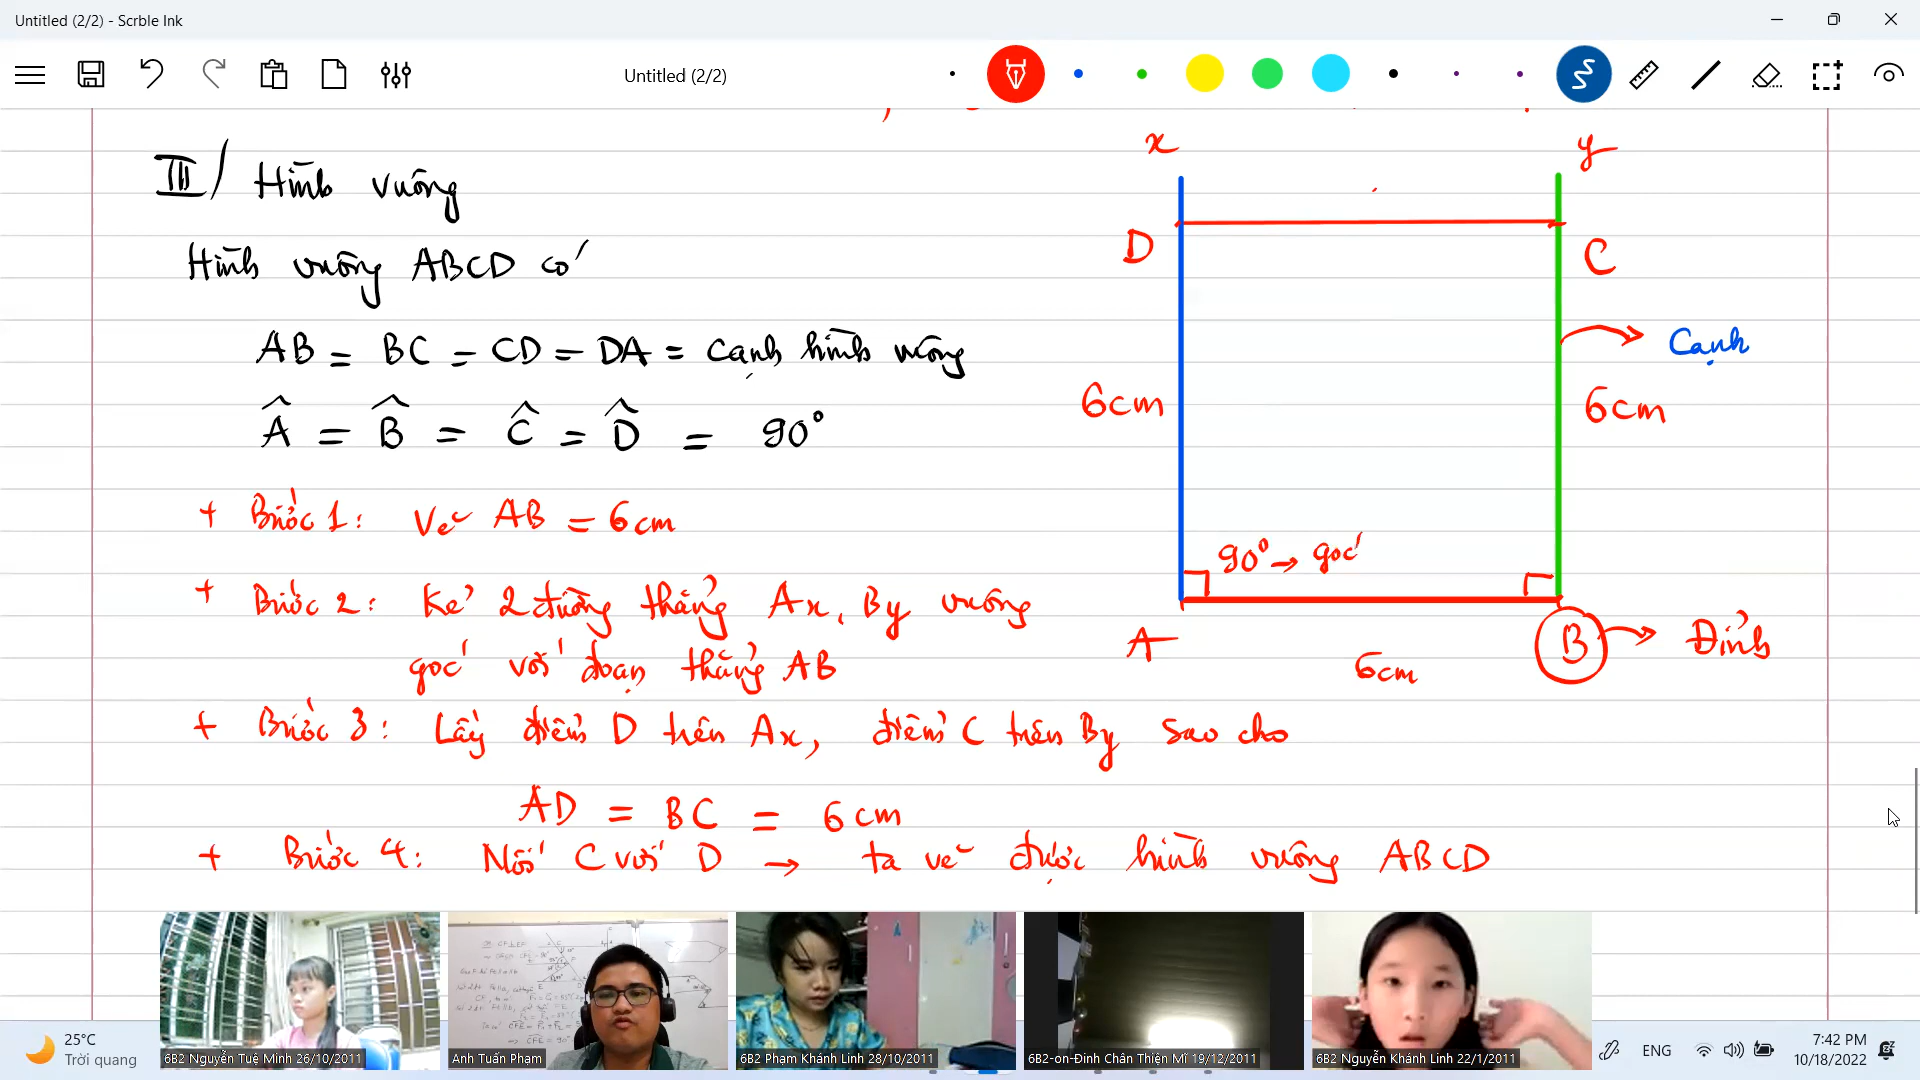 Untitled (2/2) - Scrble Ink
Untitled (2/2)
III/ Hình vuông
Hình vuông ABCD có
AB = BC = CD = DA = cạnh hình vuông
Â = B̂ = Ĉ = D̂ = 90°
+ Bước 1: Vẽ AB = 6cm
+ Bước 2: Kẻ 2 đường thẳng Ax, By vuông
góc với đoạn thẳng AB
+ Bước 3: Lấy điểm D trên Ax, điểm C trên By sao cho
AD = BC = 6cm
+ Bước 4: Nối C với D → ta vẽ được hình vuông ABCD
x
y
D
C
Cạnh
6cm
6cm
90° → góc
A
B
Đỉnh
6cm
6B2 Nguyễn Tuệ Minh 26/10/2011
Anh Tuấn Phạm
6B2 Phạm Khánh Linh 28/10/2011
6B2-on-Đinh Chân Thiện Mĩ 19/12/2011
6B2 Nguyễn Khánh Linh 22/1/2011
25°C
Trời quang
ENG
7:42 PM
10/18/2022